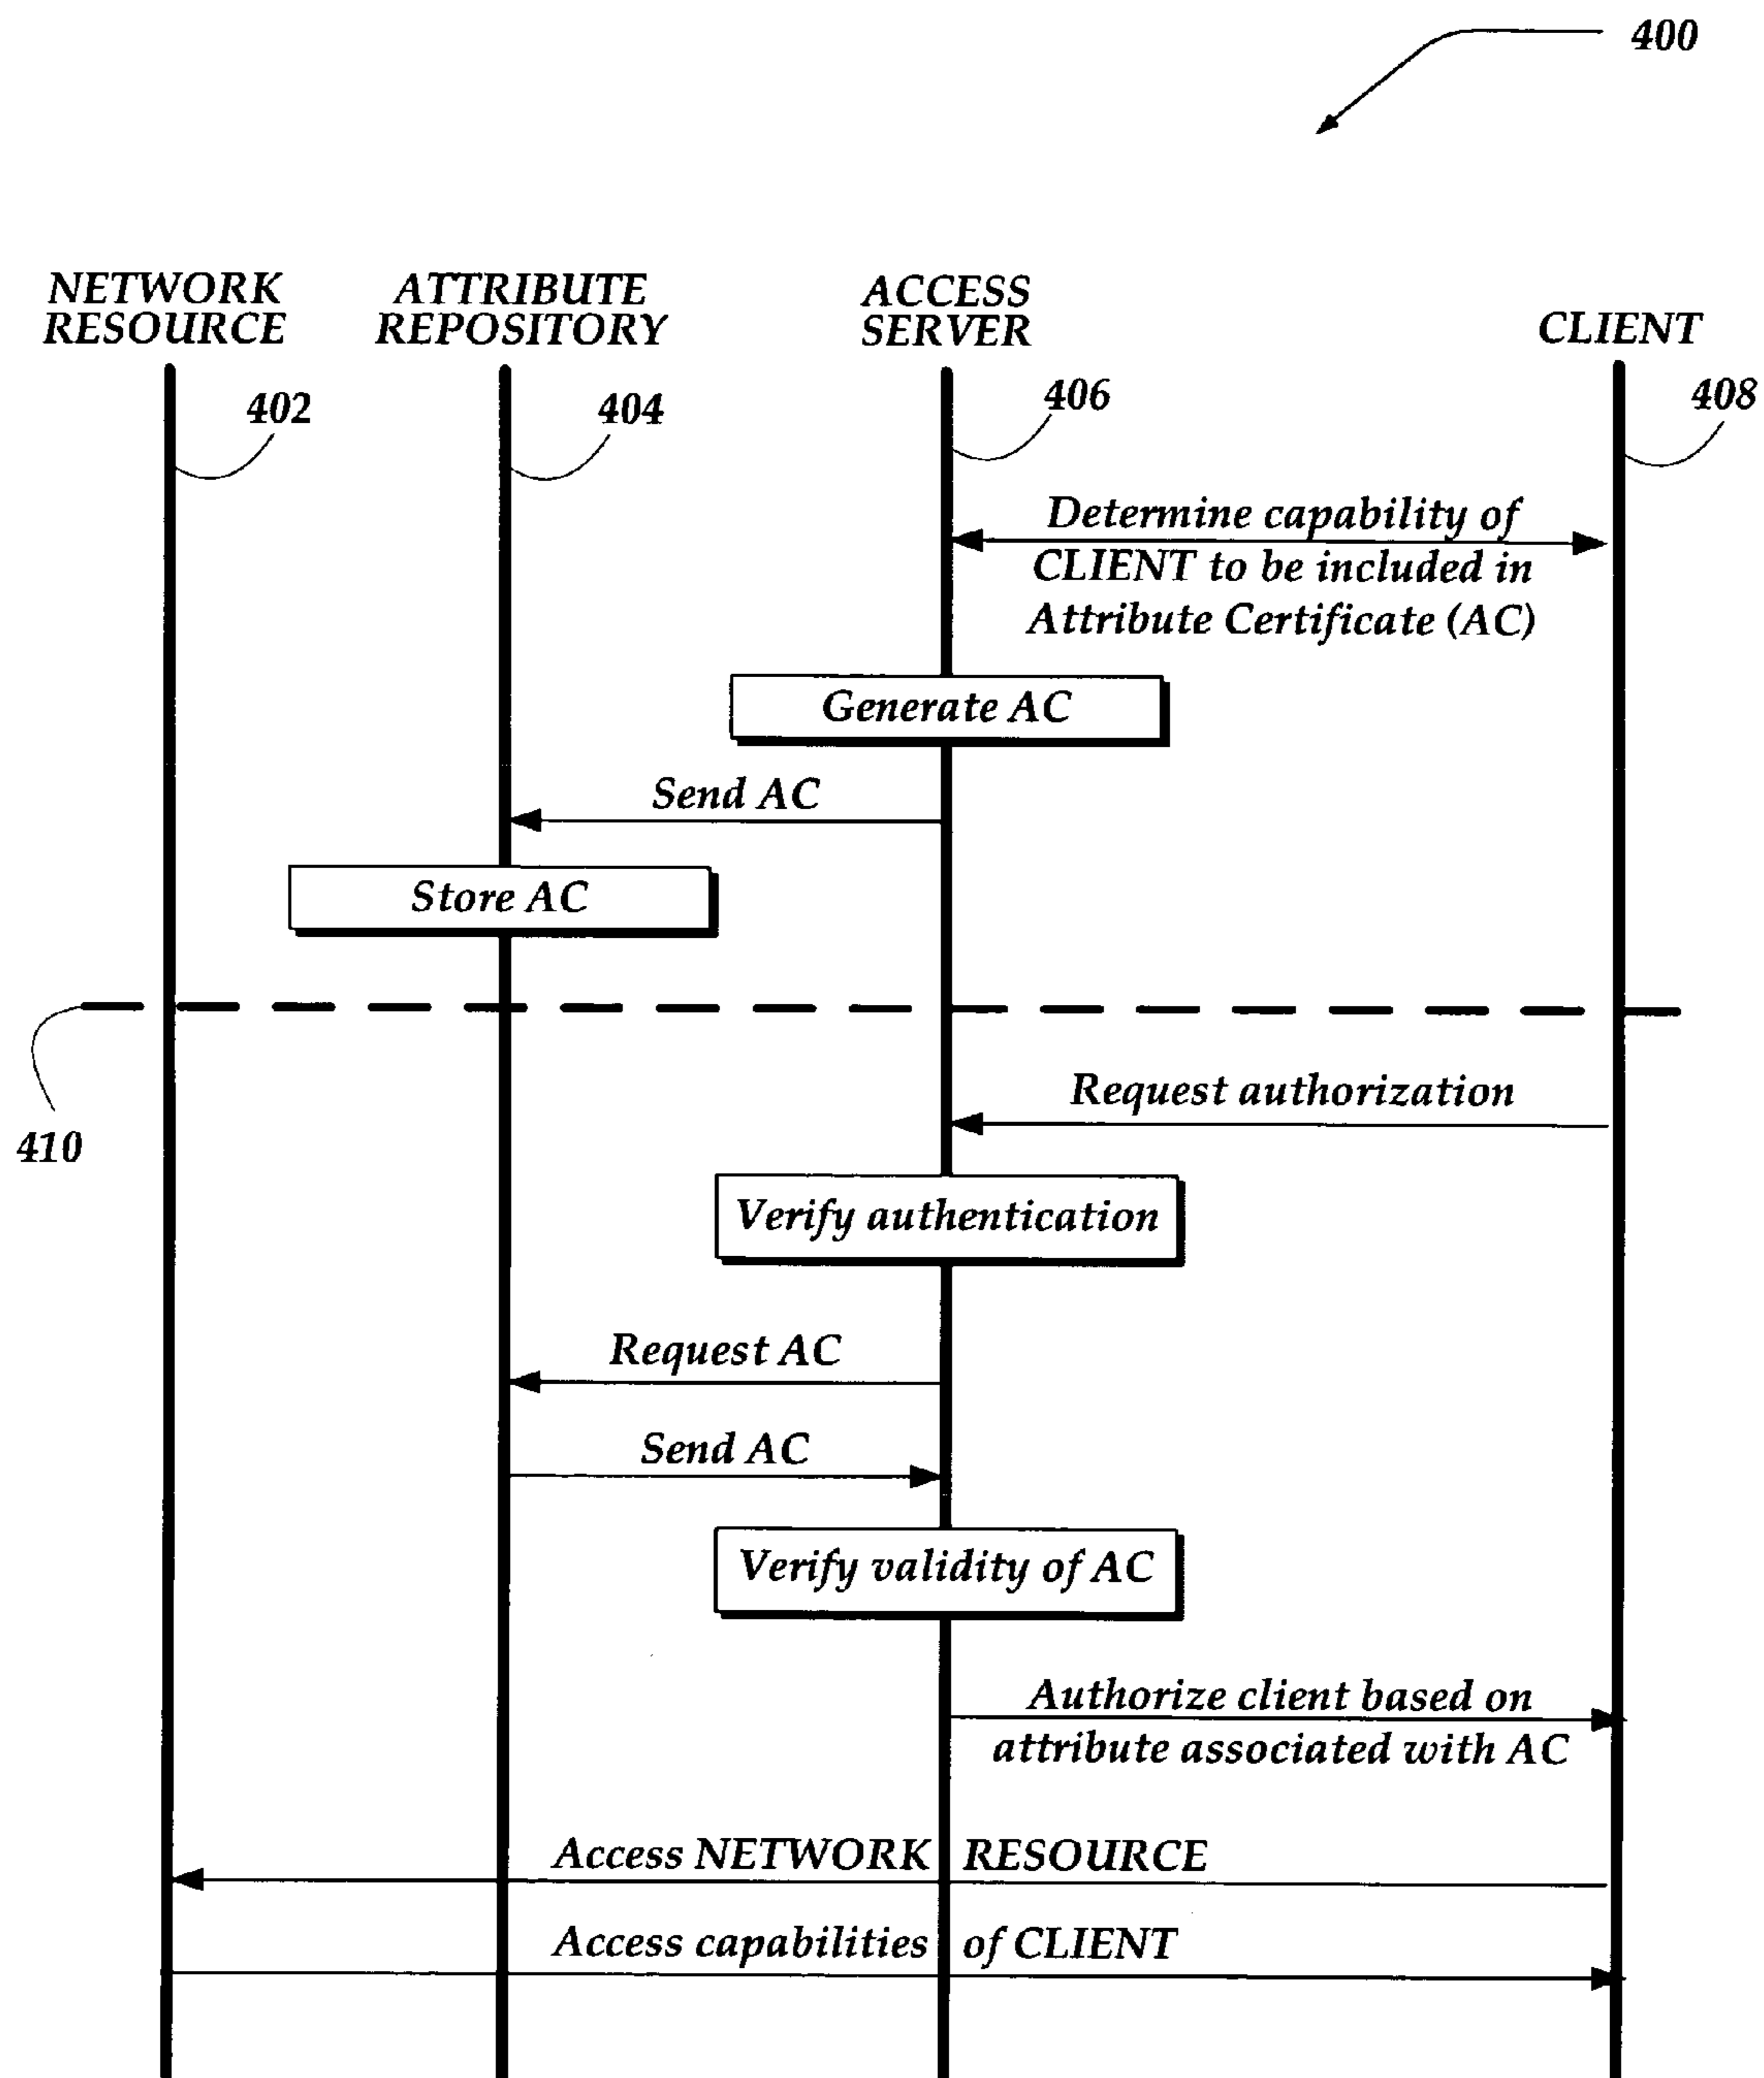 400
NETWORK
RESOURCE
ATTRIBUTE
REPOSITORY
ACCESS
SERVER
CLIENT
402
404
406
408
Determine capability of
CLIENT to be included in
Attribute Certificate (AC)
Generate AC
Send AC
Store AC
410
Request authorization
Verify authentication
Request AC
Send AC
Verify validity of AC
Authorize client based on
attribute associated with AC
Access NETWORK RESOURCE
Access capabilities of CLIENT